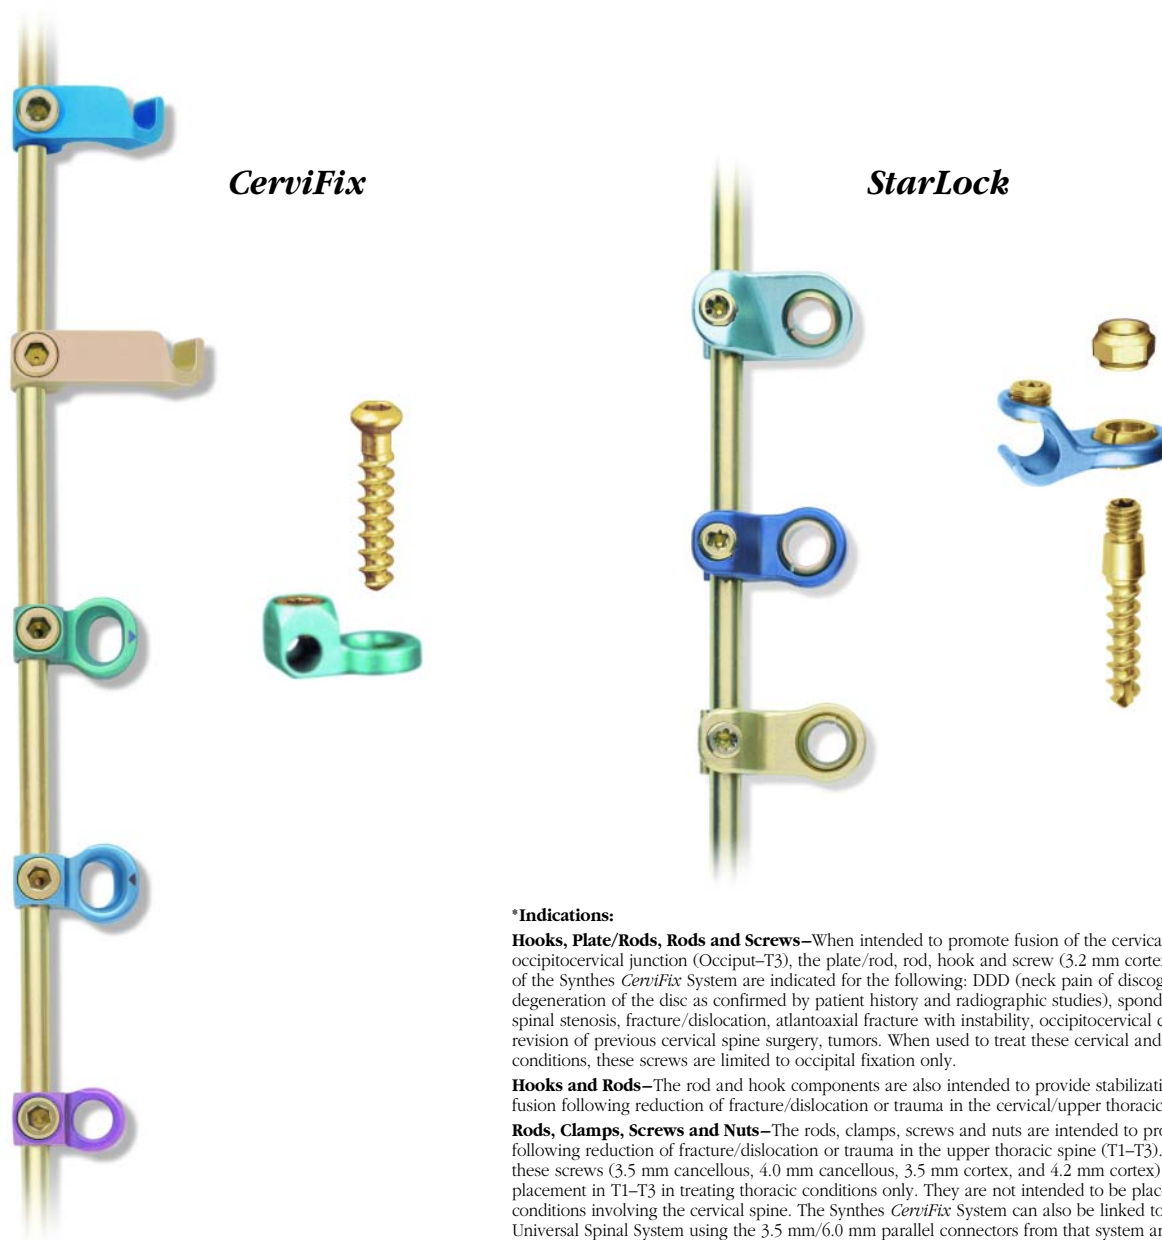 CerviFix
StarLock
*Indications:
Hooks, Plate/Rods, Rods and Screws–When intended to promote fusion of the cervica
occipitocervical junction (Occiput–T3), the plate/rod, rod, hook and screw (3.2 mm corte
of the Synthes CerviFix System are indicated for the following: DDD (neck pain of discog
degeneration of the disc as confirmed by patient history and radiographic studies), spond
spinal stenosis, fracture/dislocation, atlantoaxial fracture with instability, occipitocervical
revision of previous cervical spine surgery, tumors. When used to treat these cervical and
conditions, these screws are limited to occipital fixation only.
Hooks and Rods–The rod and hook components are also intended to provide stabilizati
fusion following reduction of fracture/dislocation or trauma in the cervical/upper thoracic
Rods, Clamps, Screws and Nuts–The rods, clamps, screws and nuts are intended to pro
following reduction of fracture/dislocation or trauma in the upper thoracic spine (T1–T3).
these screws (3.5 mm cancellous, 4.0 mm cancellous, 3.5 mm cortex, and 4.2 mm cortex)
placement in T1–T3 in treating thoracic conditions only. They are not intended to be plac
conditions involving the cervical spine. The Synthes CerviFix System can also be linked to
Universal Spinal System using the 3.5 mm/6.0 mm parallel connectors from that system a